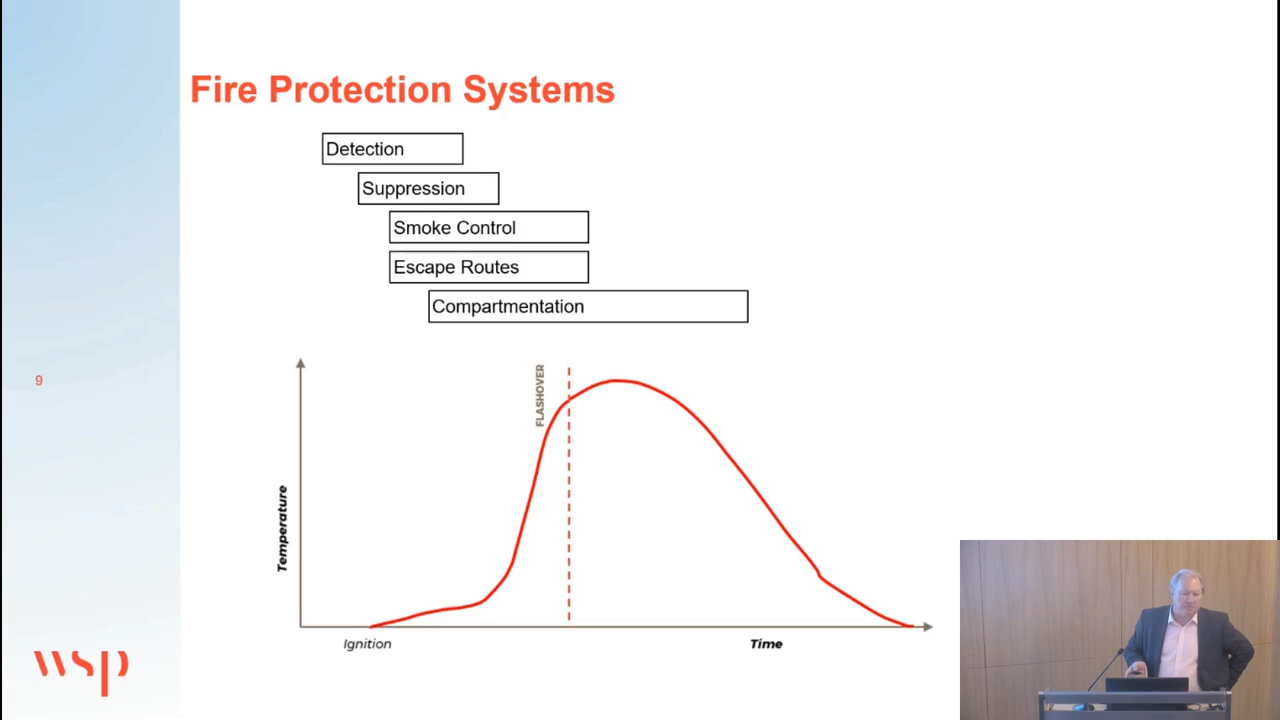 Fire Protection Systems
Detection
Suppression
Smoke Control
Escape Routes
Compartmentation
FLASHOVER
9
Temperature
Ignition
Time
wsp